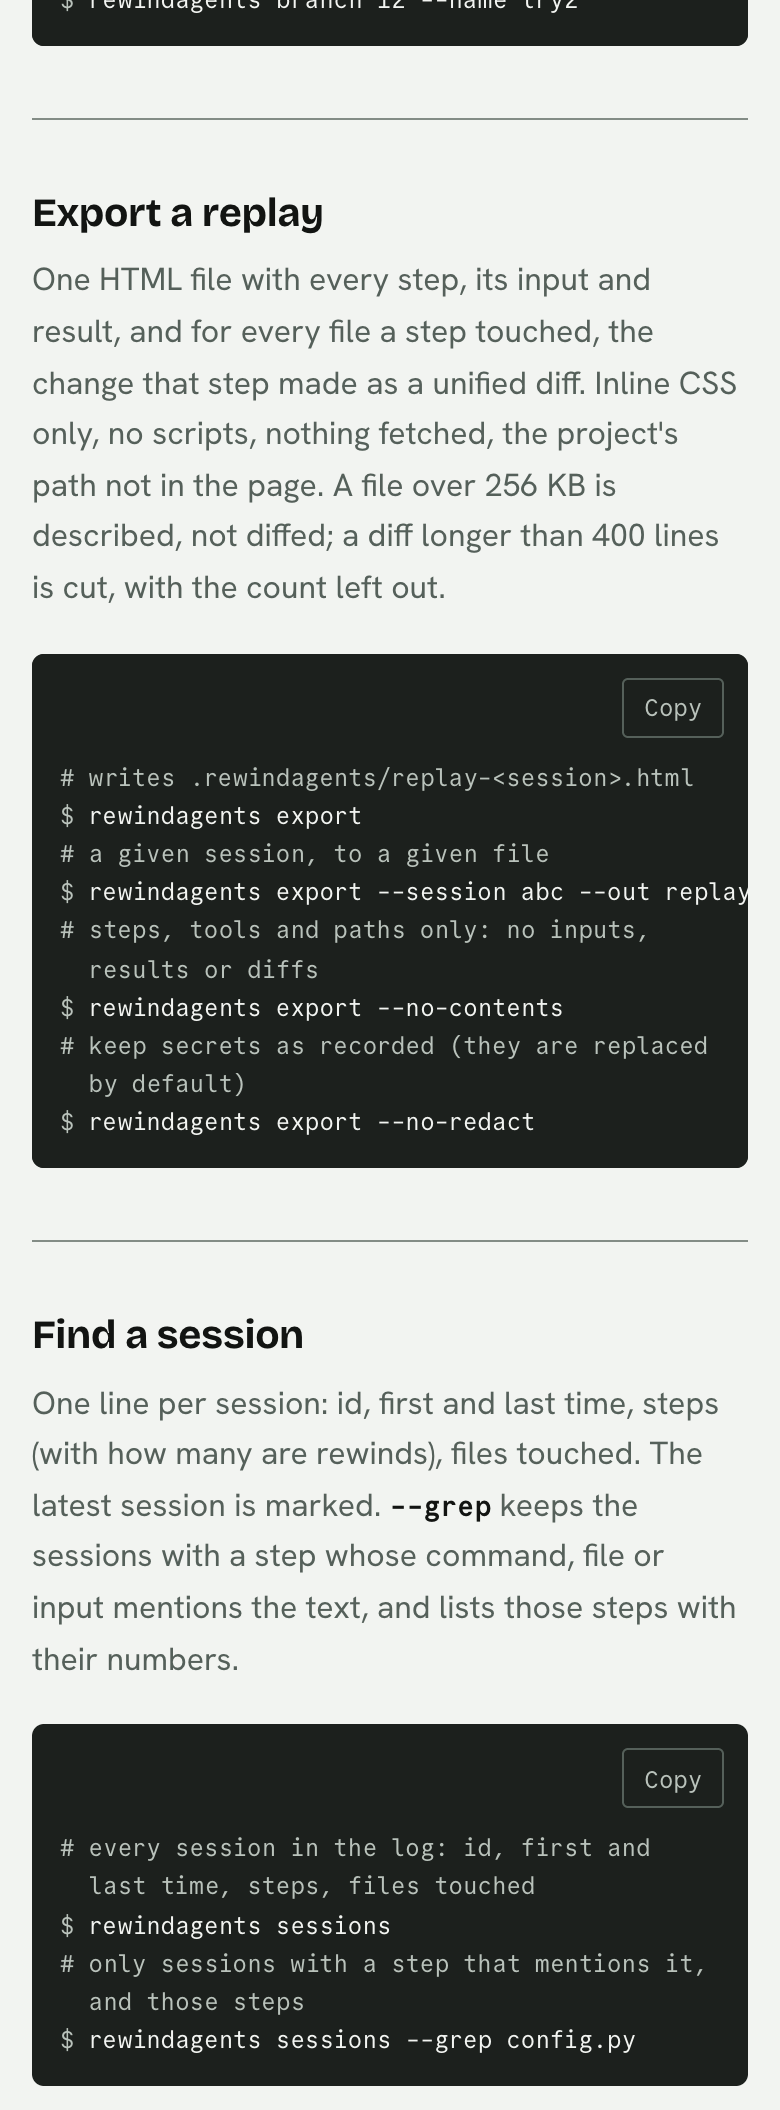 $ rewindagents branch 12 --name try2
Export a replay
One HTML file with every step, its input and
result, and for every file a step touched, the
change that step made as a unified diff. Inline CSS
only, no scripts, nothing fetched, the project's
path not in the page. A file over 256 KB is
described, not diffed; a diff longer than 400 lines
is cut, with the count left out.
Copy
# writes .rewindagents/replay-<session>.html
$ rewindagents export
# a given session, to a given file
$ rewindagents export --session abc --out replay
# steps, tools and paths only: no inputs,
results or diffs
$ rewindagents export --no-contents
# keep secrets as recorded (they are replaced
by default)
$ rewindagents export --no-redact
Find a session
One line per session: id, first and last time, steps
(with how many are rewinds), files touched. The
latest session is marked. --grep keeps the
sessions with a step whose command, file or
input mentions the text, and lists those steps with
their numbers.
Copy
# every session in the log: id, first and
last time, steps, files touched
$ rewindagents sessions
# only sessions with a step that mentions it,
and those steps
$ rewindagents sessions --grep config.py